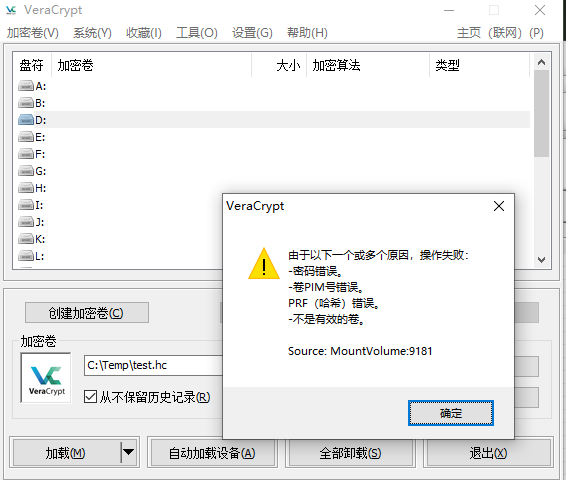 VeraCrypt
加密卷(V) 系统(Y) 收藏(I) 工具(O) 设置(G) 帮助(H) 主页（联网）(P)
盘符 加密卷 大小 加密算法 类型
A:
B:
D:
E:
F:
G:
H:
I:
J:
K:
L:
VeraCrypt
由于以下一个或多个原因，操作失败：
-密码错误。
-卷PIM号错误。
PRF（哈希）错误。
-不是有效的卷。
Source: MountVolume:9181
确定
创建加密卷(C)
加密卷
VeraCrypt
C:\Temp\test.hc
从不保留历史记录(R)
加载(M) 自动加载设备(A) 全部卸载(S) 退出(X)